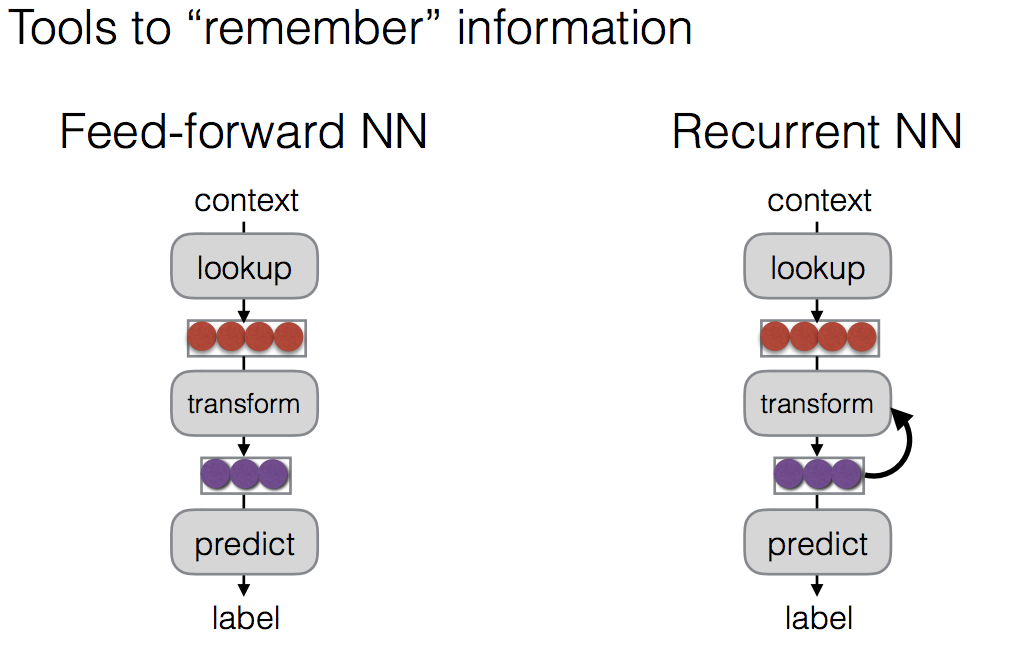 Tools to “remember” information
Feed-forward NN
context
lookup
transform
predict
label
Recurrent NN
context
lookup
transform
predict
label